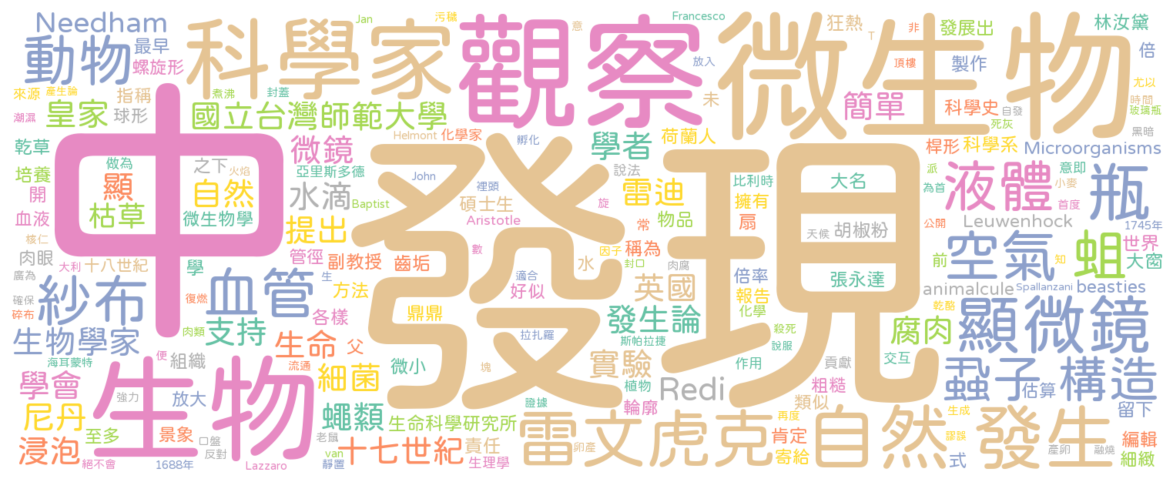 Needham
科學家
觀察
微生物
Jan
污穢
Francesco
意
狂熱
T
非
發展出
林汝黛
倍
動物
最早
螺旋形
放入
頂樓
製作
未
來源
產生論
煮沸
封蓋
指稱
皇家
球形
國立台灣師範大學
簡單
科學史
自發
尤以
時間
玻璃瓶
潮濕
中
發現
Helmont
化學家
孵化
學者
荷蘭人
死灰
黑暗
乾草
做為
火焰
之下
微鏡
亞里斯多德
說法
桿形
科學系
Microorganisms
培養
開
顯
自然
水滴
John
裡頭
雷迪
比利時
大名
派
意即
液體
瓶
血液
枯草
微生物學
提出
Baptist
碩士生
Aristotle
旋
常
物品
擁有
扇
為首
小麥
首度
Leuwenhock
核仁
肉眼
管徑
數
因子
稱為
天候
胡椒粉
公開
1745年
十八世紀
學
副教授
齒垢
水
封口
前
空氣
蛆
世界
大窗
廣為
大利
血管
方法
適合
好似
肉腐
英國
倍率
張永達
知
animalcule
Spallanzani
beasties
確保
碎布
紗布
復燃
生
鼎鼎
報告
化學
乾酪
肉類
支持
各樣
發生論
殺死
說服
腐肉
顯微鏡
生物學家
便
流通
生命
父
拉扎羅
斯帕拉捷
交互
海耳蒙特
組織
微小
塊
實驗
作用
貢獻
蝨子
構造
學會
生物
細菌
植物
Redi
粗糙
類似
估算
強力
放大
證據
輪廓
留下
尼丹
至多
景象
蠅纇
生命科學研究所
雷文虎克
再度
肯定
自然
發生
生成
編輯
浸泡
口盤
反對
老鼠
十七世紀
責任
卵產
寄給
式
產卵
融燒
細緻
絕不會
1688年
Lazzaro
van
靜置
生理學